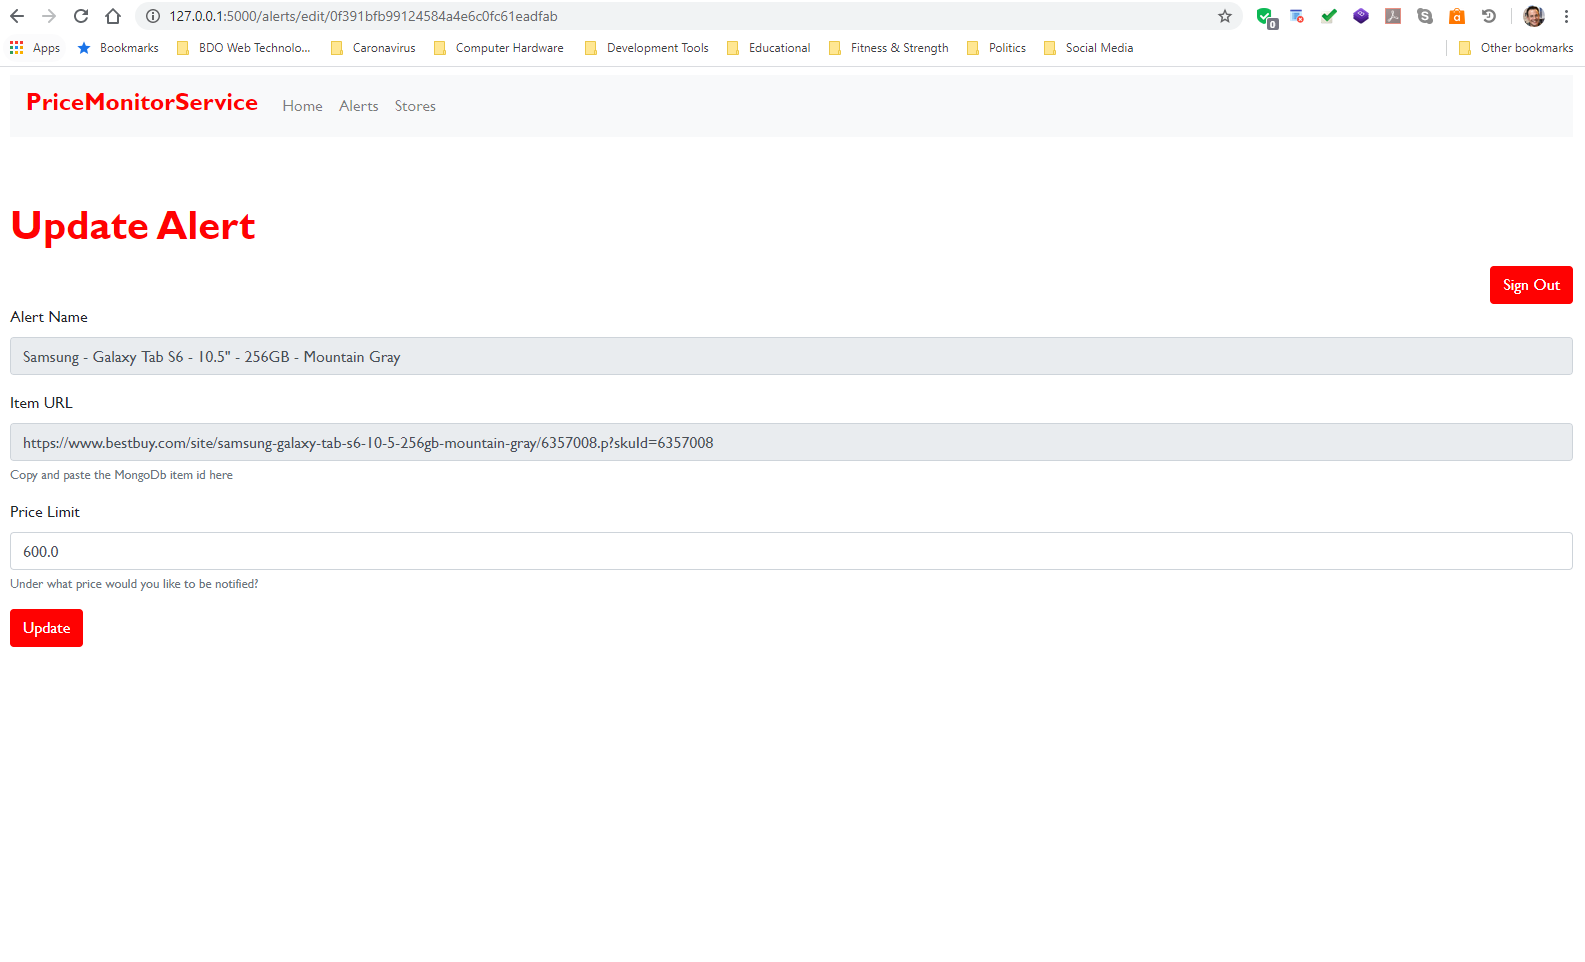 127.0.0.1:5000/alerts/edit/0f391bfb99124584a4e6c0fc61eadfab
0
Apps Bookmarks BDO Web Technolo... Caronavirus Computer Hardware Development Tools Educational Fitness & Strength Politics Social Media Other bookmarks
PriceMonitorService Home Alerts Stores
Update Alert
Sign Out
Alert Name
Samsung - Galaxy Tab S6 - 10.5" - 256GB - Mountain Gray
Item URL
https://www.bestbuy.com/site/samsung-galaxy-tab-s6-10-5-256gb-mountain-gray/6357008.p?skuId=6357008
Copy and paste the MongoDb item id here
Price Limit
600.0
Under what price would you like to be notified?
Update